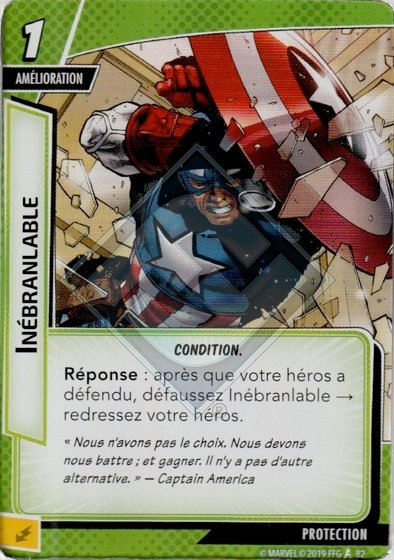 1
AMÉLIORATION
INÉBRANLABLE
CONDITION.
Réponse : après que votre héros a
défendu, défaussez Inébranlable →
redressez votre héros.
« Nous n'avons pas le choix. Nous devons
nous battre ; et gagner. Il n'y a pas d'autre
alternative. » — Captain America
PROTECTION
© MARVEL © 2019 FFG 82